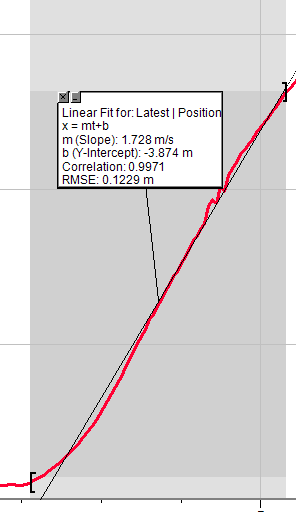 Linear Fit for: Latest | Position
x = mt+b
m (Slope): 1.728 m/s
b (Y-Intercept): -3.874 m
Correlation: 0.9971
RMSE: 0.1229 m